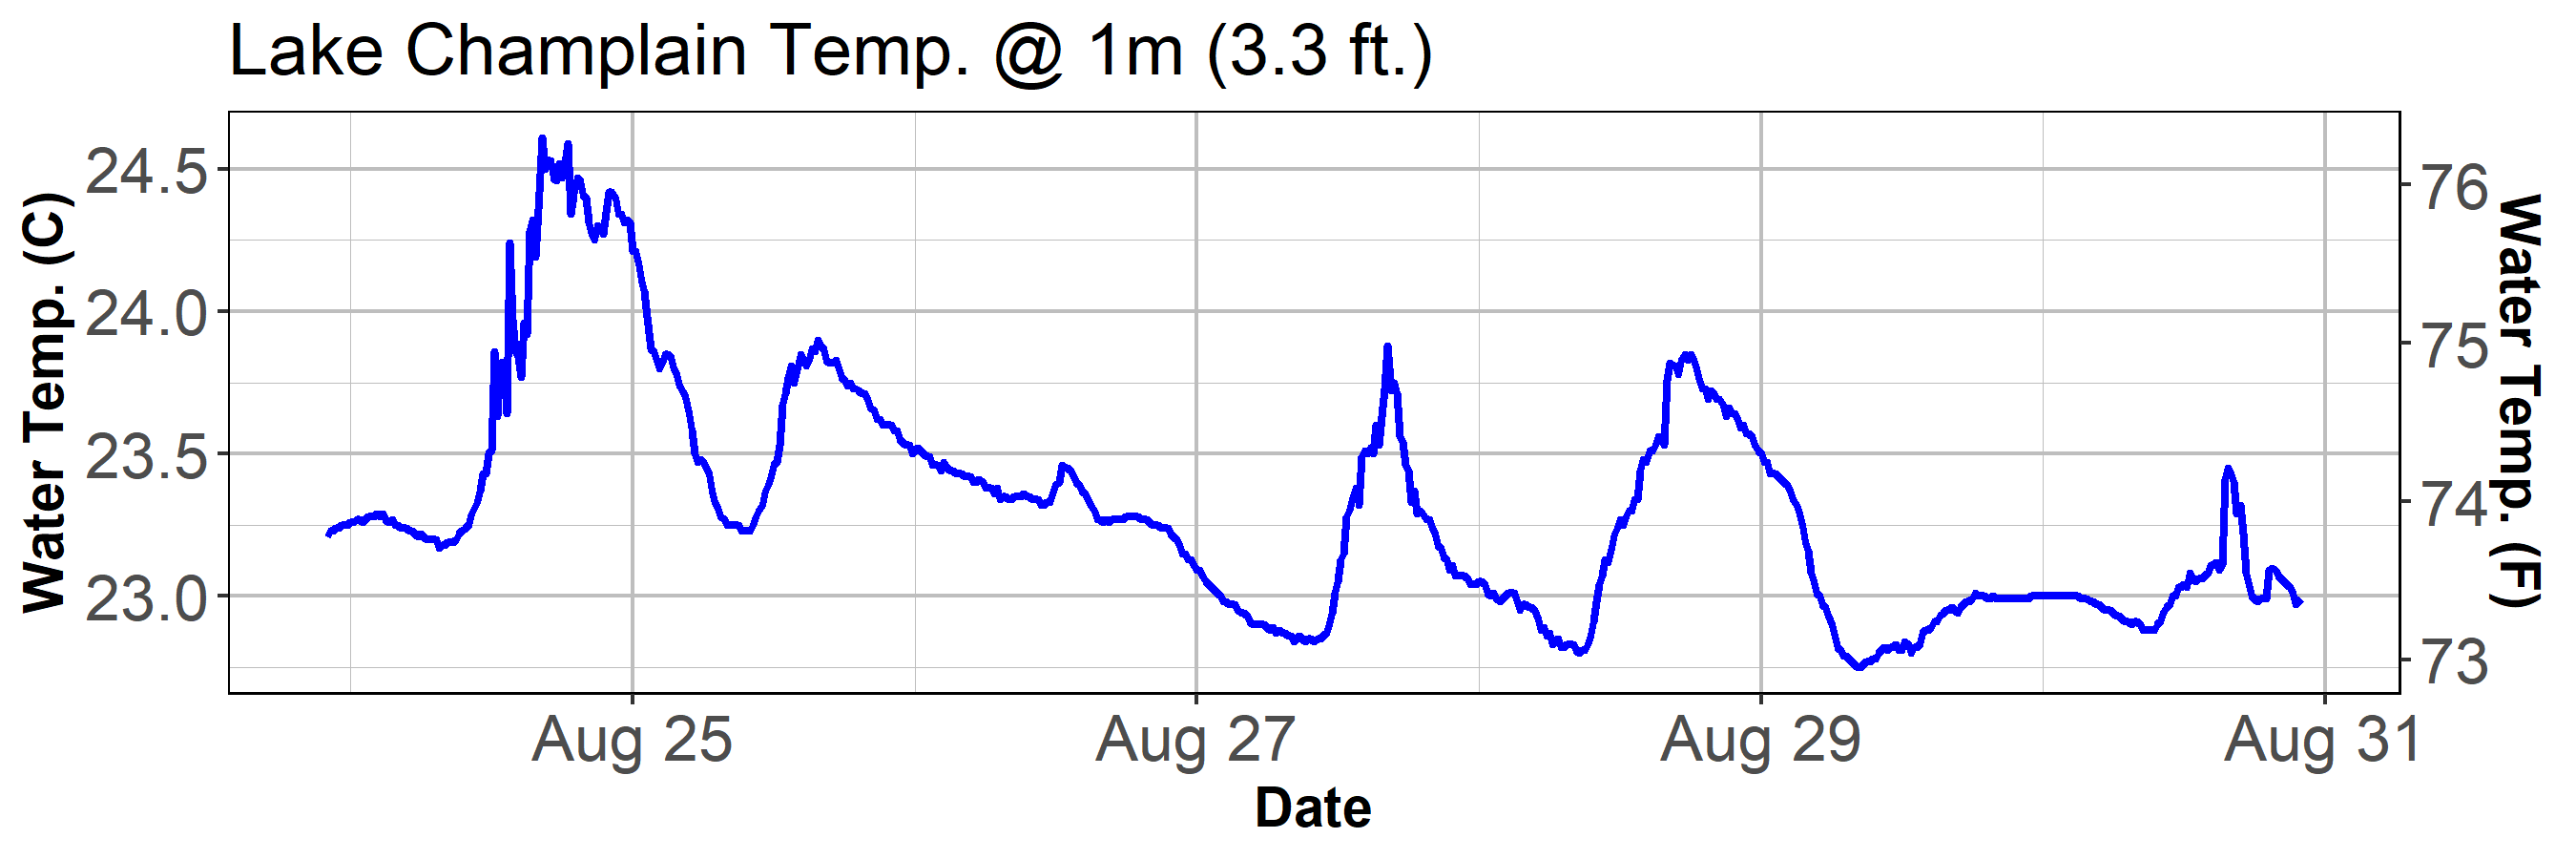 Lake Champlain Temp. @ 1m (3.3 ft.)
Water Temp. (C)
24.5
24.0
23.5
23.0
76
75
74
73
Water Temp. (F)
Aug 25
Aug 27
Aug 29
Aug 31
Date